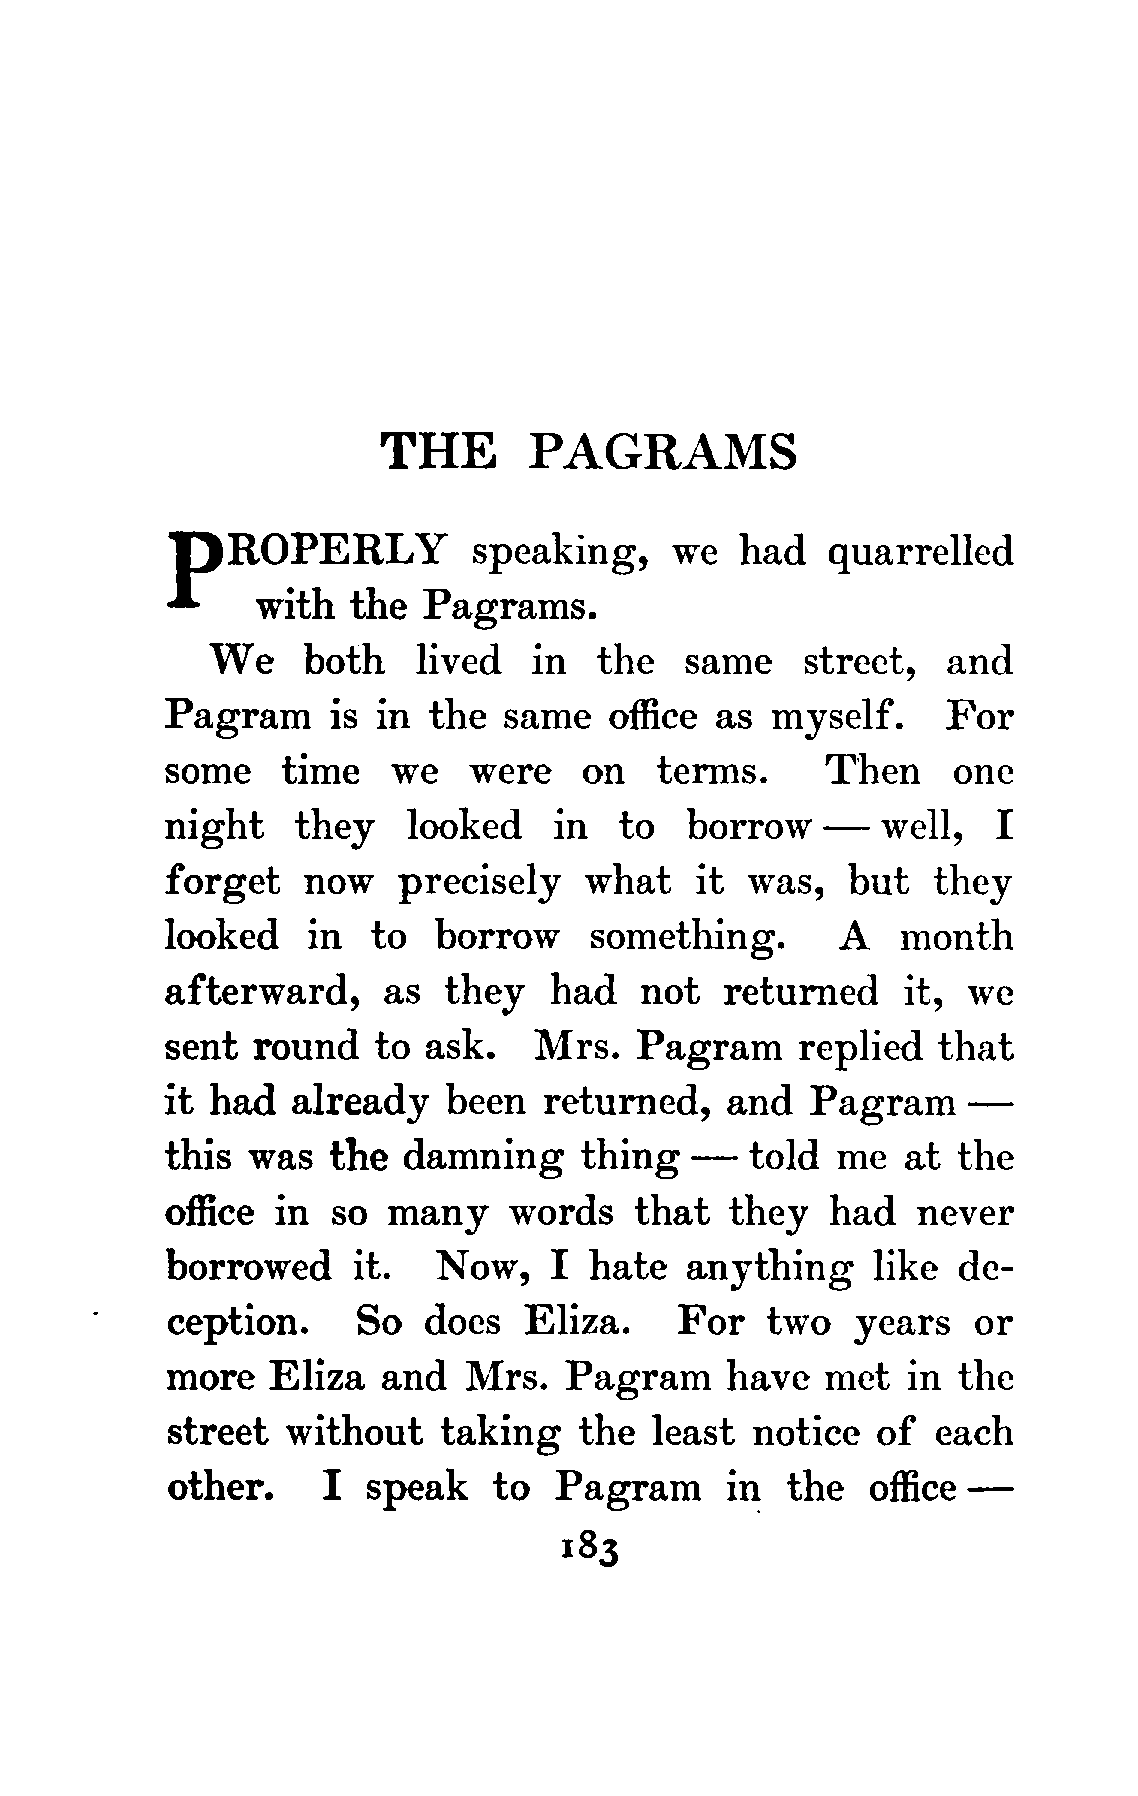 THE PAGRAMS
PROPERLY speaking, we had quarrelled
with the Pagrams.
We both lived in the same street, and
Pagram is in the same office as myself. For
some time we were on terms. Then one
night they looked in to borrow — well, I
forget now precisely what it was, but they
looked in to borrow something. A month
afterward, as they had not returned it, we
sent round to ask. Mrs. Pagram replied that
it had already been returned, and Pagram —
this was the damning thing — told me at the
office in so many words that they had never
borrowed it. Now, I hate anything like de-
ception. So does Eliza. For two years or
more Eliza and Mrs. Pagram have met in the
street without taking the least notice of each
other. I speak to Pagram in the office —
183